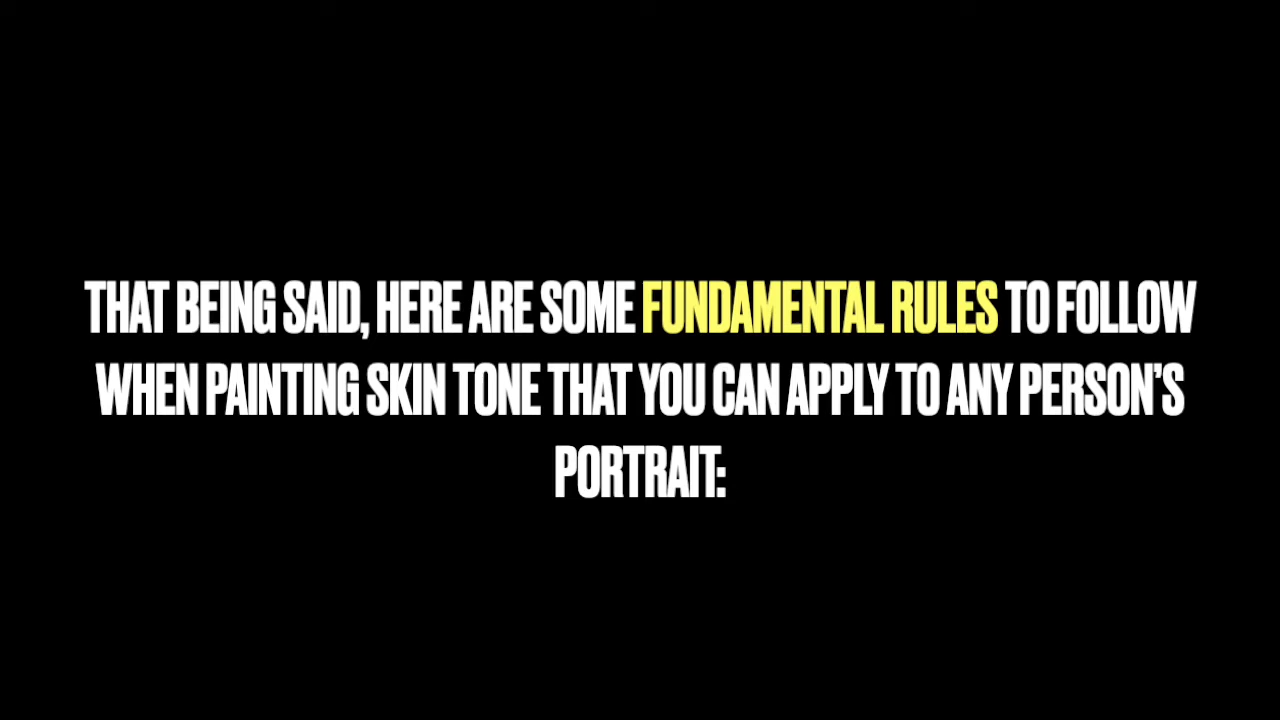 THAT BEING SAID, HERE ARE SOME FUNDAMENTAL RULES TO FOLLOW
WHEN PAINTING SKIN TONE THAT YOU CAN APPLY TO ANY PERSON’S
PORTRAIT: